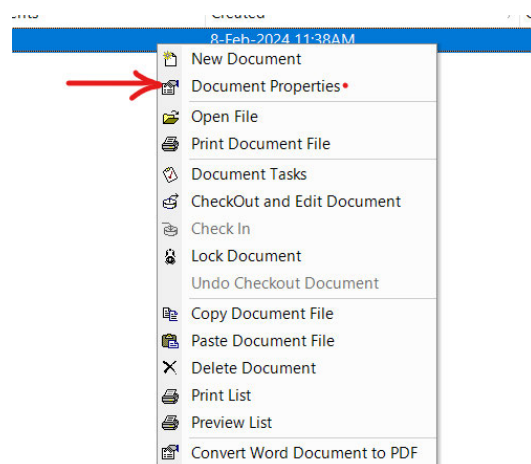 Created
8-Feb-2024 11:38AM
New Document
Document Properties
Open File
Print Document File
Document Tasks
CheckOut and Edit Document
Check In
Lock Document
Undo Checkout Document
Copy Document File
Paste Document File
Delete Document
Print List
Preview List
Convert Word Document to PDF